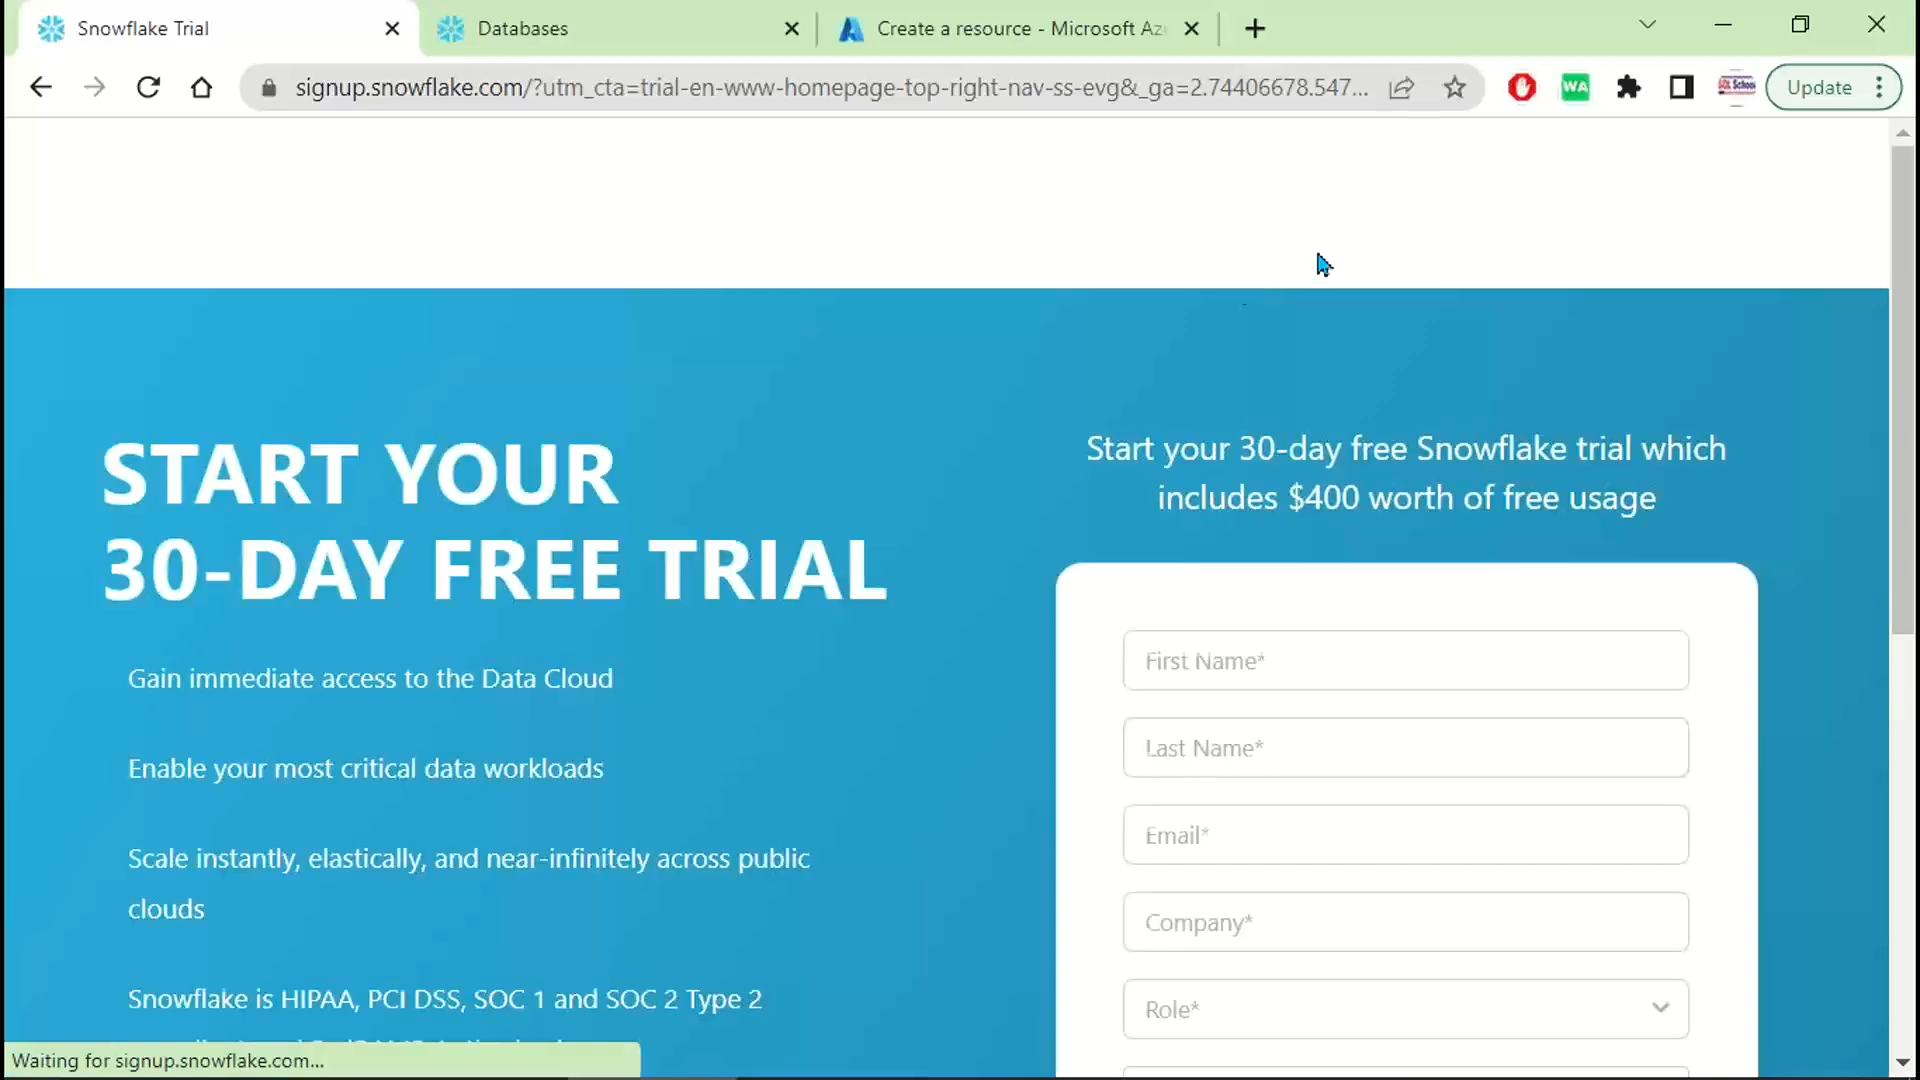 Snowflake Trial
Databases
Create a resource - Microsoft Az
signup.snowflake.com/?utm_cta=trial-en-www-homepage-top-right-nav-ss-evg&_ga=2.74406678.547...
WA
SQL School
Update
START YOUR
30-DAY FREE TRIAL
Gain immediate access to the Data Cloud
Enable your most critical data workloads
Scale instantly, elastically, and near-infinitely across public
clouds
Snowflake is HIPAA, PCI DSS, SOC 1 and SOC 2 Type 2
Start your 30-day free Snowflake trial which
includes $400 worth of free usage
First Name*
Last Name*
Email*
Company*
Role*
Waiting for signup.snowflake.com...